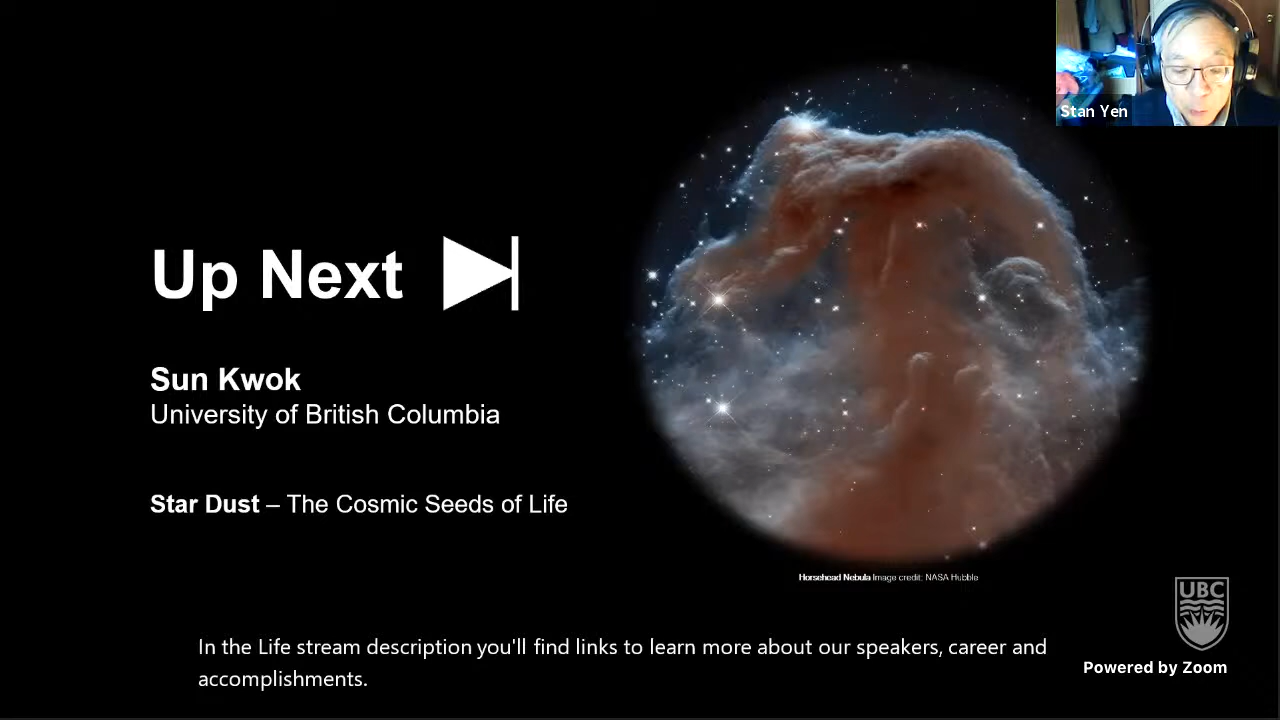 Stan Yen
Up Next
Sun Kwok
University of British Columbia
Star Dust – The Cosmic Seeds of Life
Horsehead Nebula Image credit: NASA Hubble
UBC
In the Life stream description you'll find links to learn more about our speakers, career and
accomplishments.
Powered by Zoom